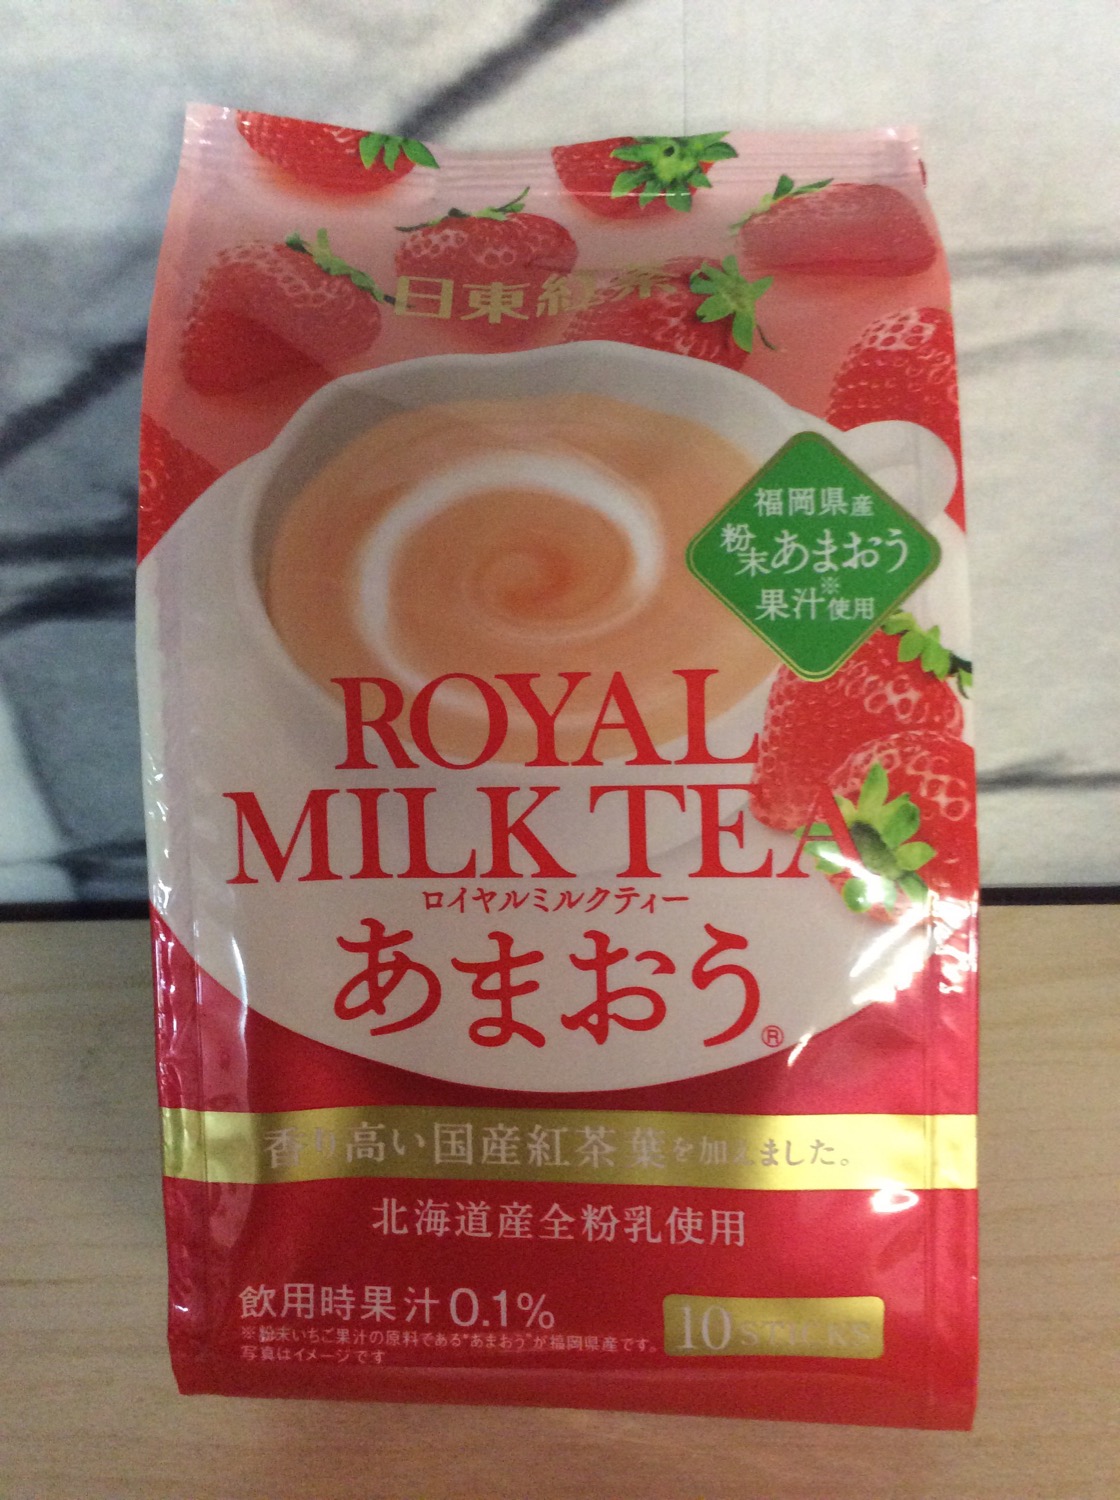 日東紅茶
福岡県産
粉末あまおう
果汁※使用
ROYAL
MILK TEA
ロイヤルミルクティー
あまおう®
香り高い国産紅茶葉を加えました。
北海道産全粉乳使用
飲用時果汁0.1%
※粉末いちご果汁の原料である"あまおう"が福岡県産です。
写真はイメージです
10 STICKS